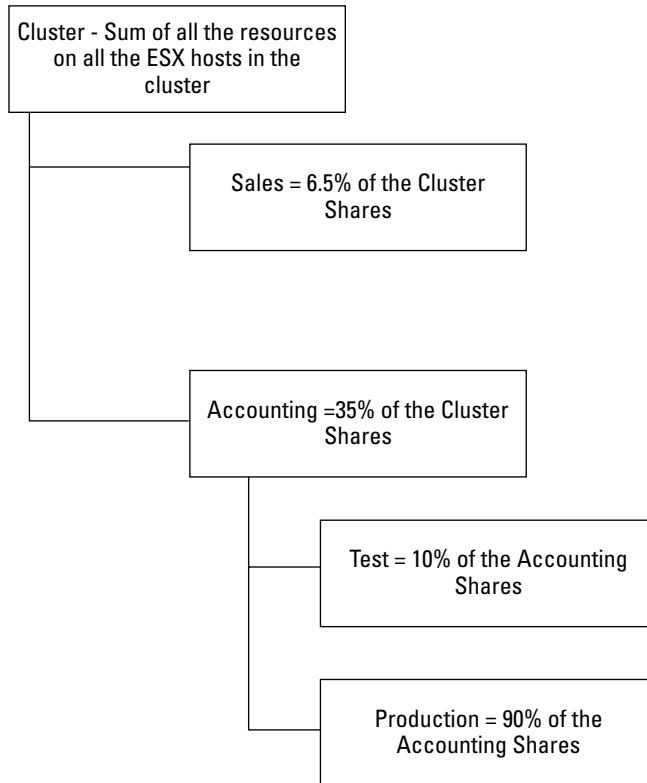 Cluster - Sum of all the resources
on all the ESX hosts in the
cluster
Sales = 6.5% of the Cluster
Shares
Accounting =35% of the Cluster
Shares
Test = 10% of the Accounting
Shares
Production = 90% of the
Accounting Shares